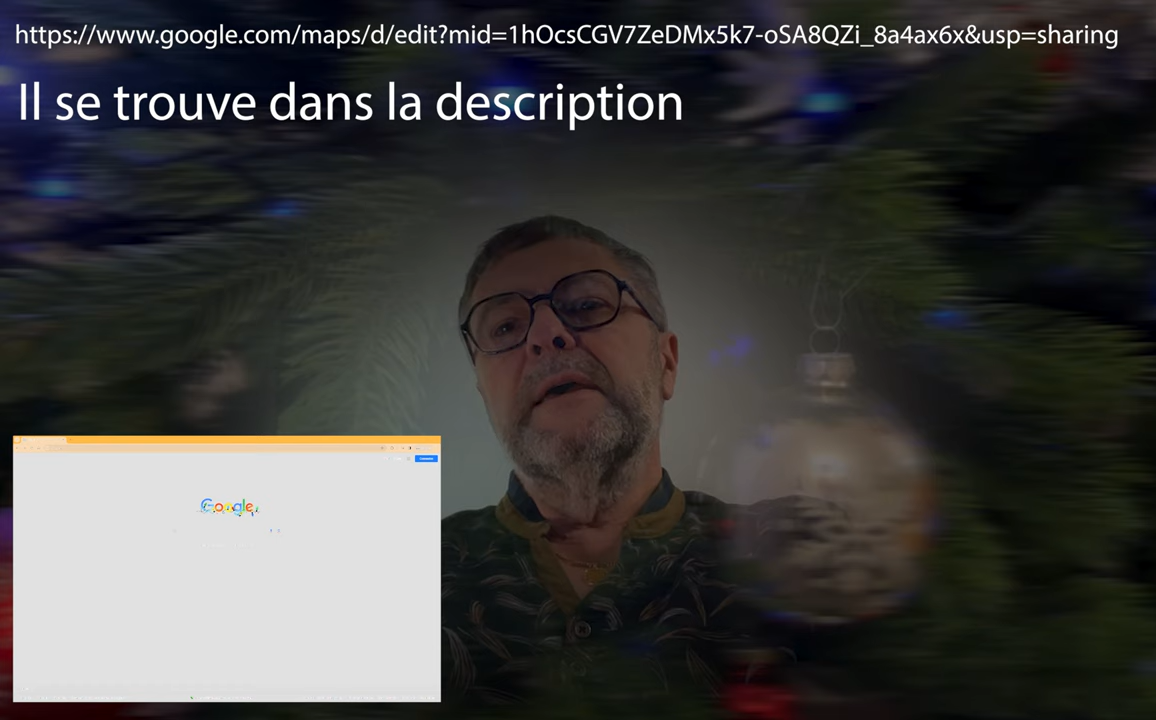 https://www.google.com/maps/d/edit?mid=1hOcsCGV7ZeDMx5k7-oSA8QZi_8a4ax6x&usp=sharing
Il se trouve dans la description
Google